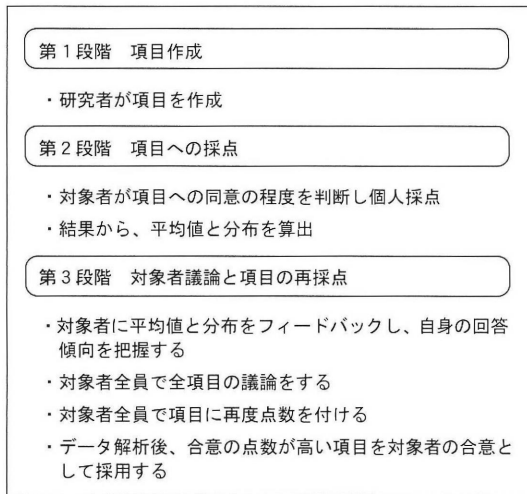 第1段階　項目作成
・研究者が項目を作成
第2段階　項目への採点
・対象者が項目への同意の程度を判断し個人採点
・結果から、平均値と分布を算出
第3段階　対象者議論と項目の再採点
・対象者に平均値と分布をフィードバックし、自身の回答
傾向を把握する
・対象者全員で全項目の議論をする
・対象者全員で項目に再度点数を付ける
・データ解析後、合意の点数が高い項目を対象者の合意と
して採用する